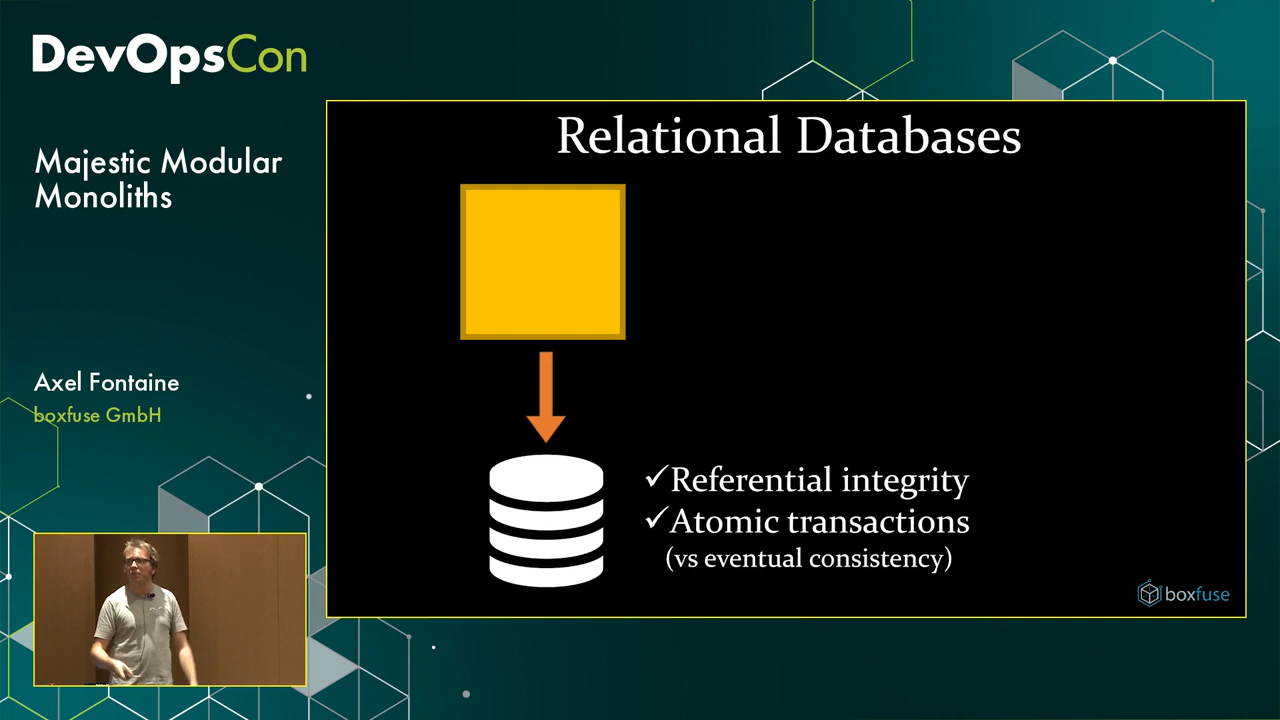 DevOpsCon
Majestic Modular
Monoliths
Axel Fontaine
boxfuse GmbH
Relational Databases
✓Referential integrity
✓Atomic transactions
(vs eventual consistency)
boxfuse